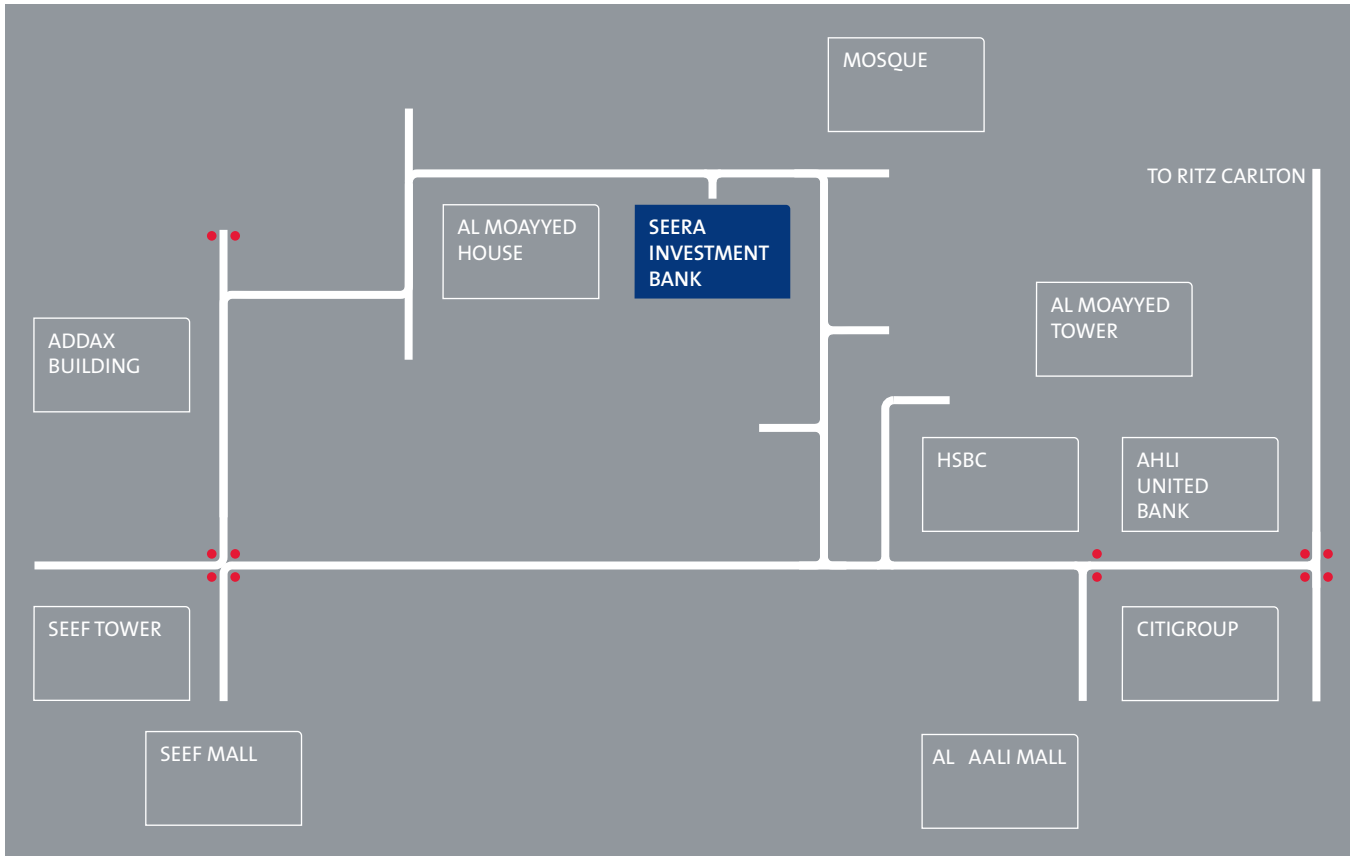 MOSQUE
TO RITZ CARLTON
AL MOAYYED
HOUSE
SEERA
INVESTMENT
BANK
AL MOAYYED
TOWER
ADDAX
BUILDING
HSBC
AHLI
UNITED
BANK
SEEF TOWER
CITIGROUP
SEEF MALL
AL AALI MALL